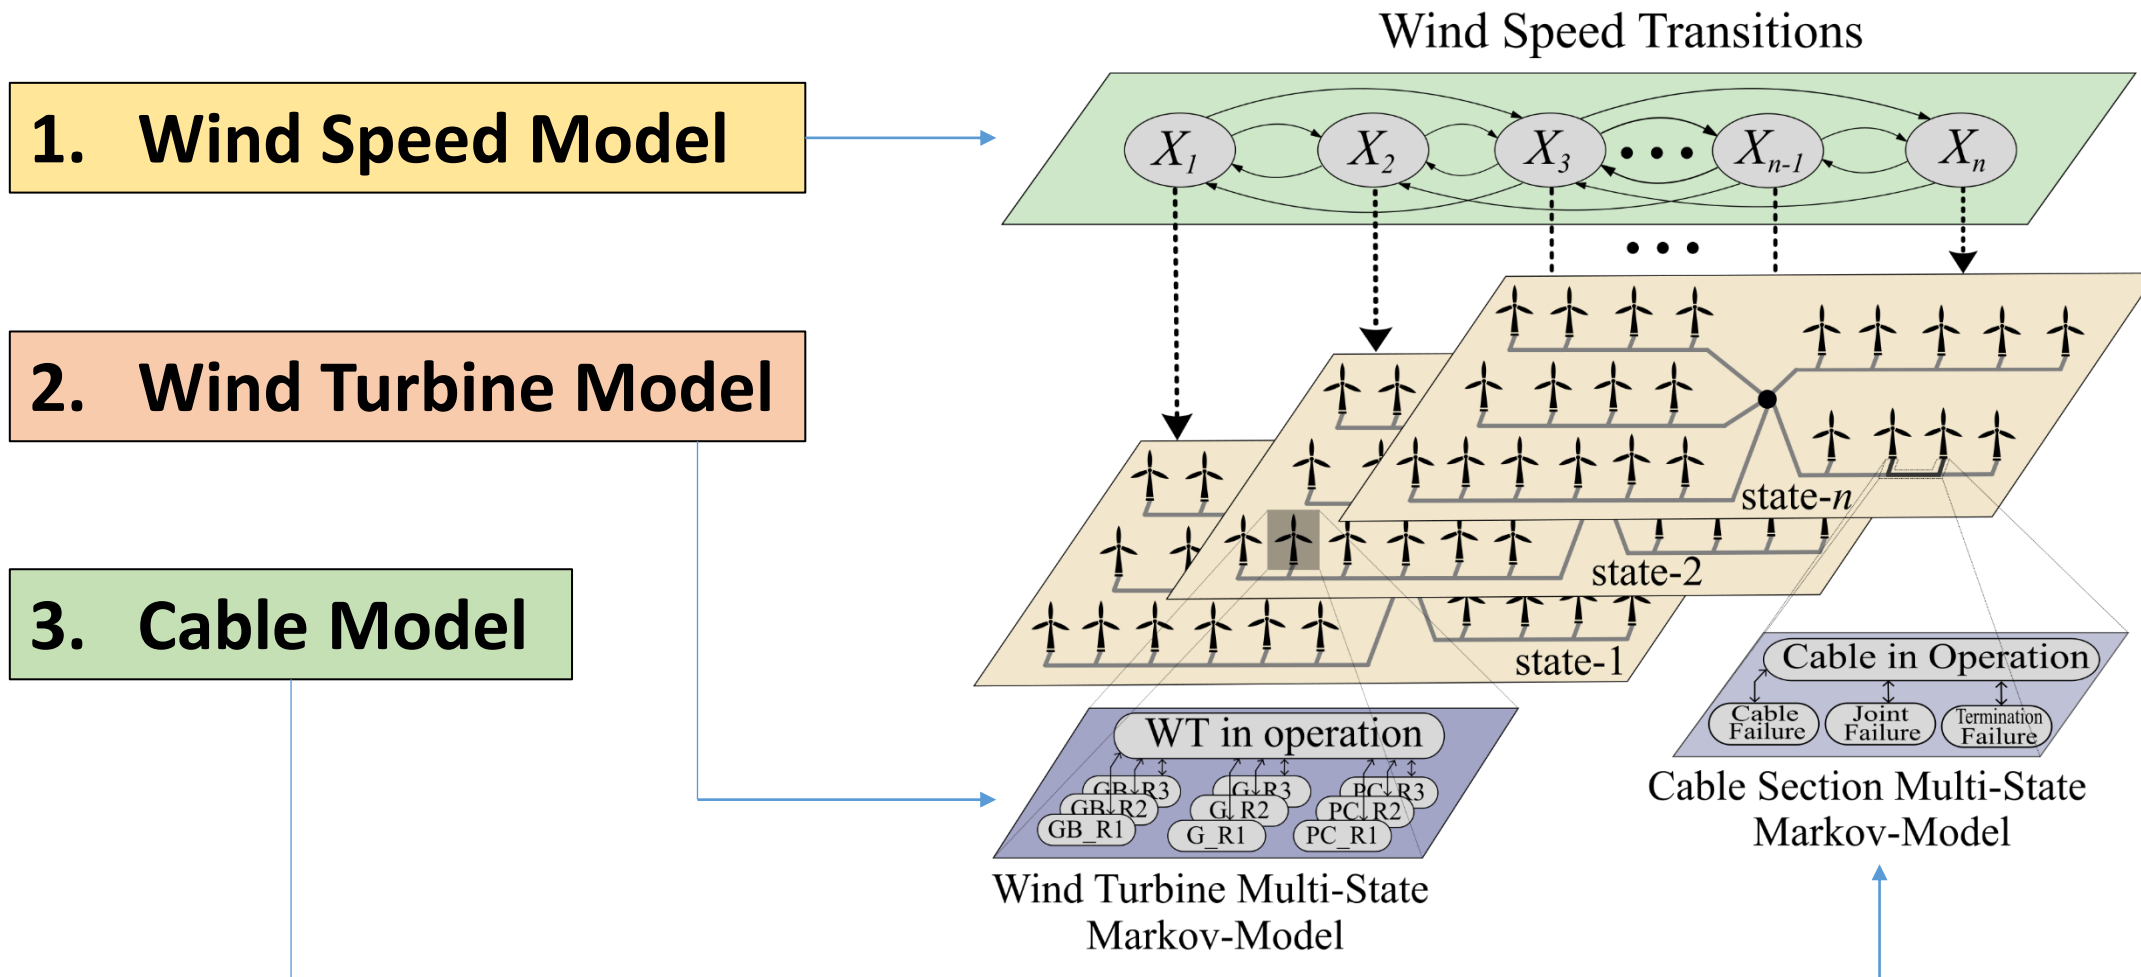 Wind Speed Transitions
1. Wind Speed Model
X1 X2 X3 ••• Xn-1 Xn
•••
2. Wind Turbine Model
state-n
state-2
3. Cable Model
state-1
Cable in Operation
Cable Failure
Joint Failure
Termination Failure
WT in operation
GB_R3 G_R3 PC_R3
GB_R2 G_R2 PC_R2
GB_R1 G_R1 PC_R1
Cable Section Multi-State
Markov-Model
Wind Turbine Multi-State
Markov-Model